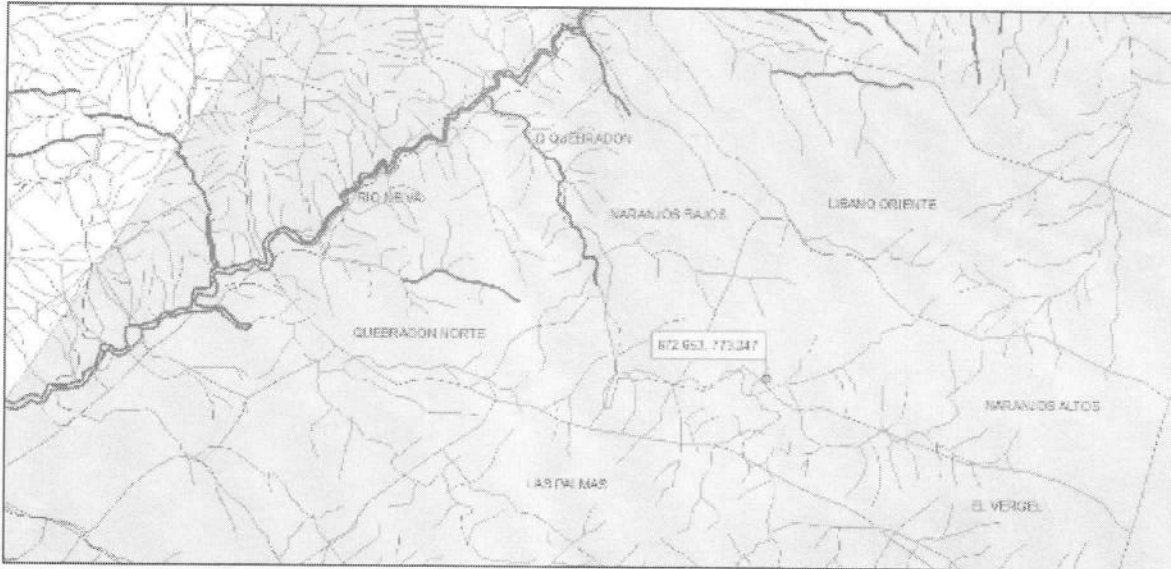 QUEBRADON
RIO NEIVA
NARANJOS BAJOS
LIBANO ORIENTE
QUEBRADON NORTE
NARANJOS ALTOS
LAS PALMAS
EL VERGEL